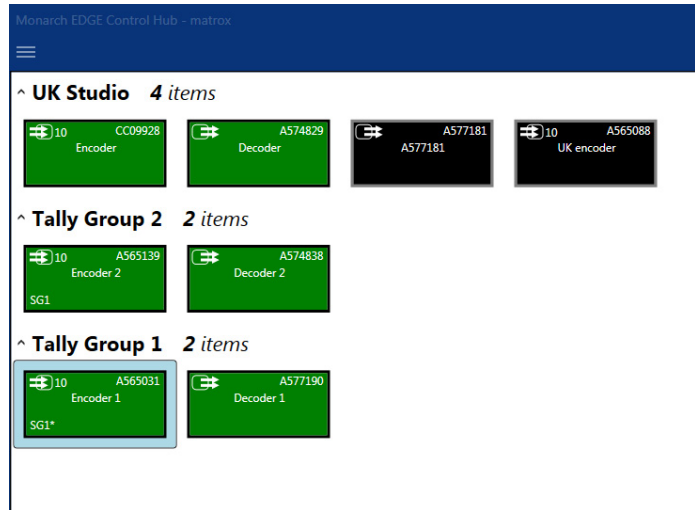 Monarch EDGE Control Hub - matrox
UK Studio 4 items
10 CC09928
Encoder
A574829
Decoder
A577181
A577181
10 A565088
UK encoder
Tally Group 2 2 items
10 A565139
Encoder 2
SG1
A574838
Decoder 2
Tally Group 1 2 items
10 A565031
Encoder 1
SG1*
A577190
Decoder 1